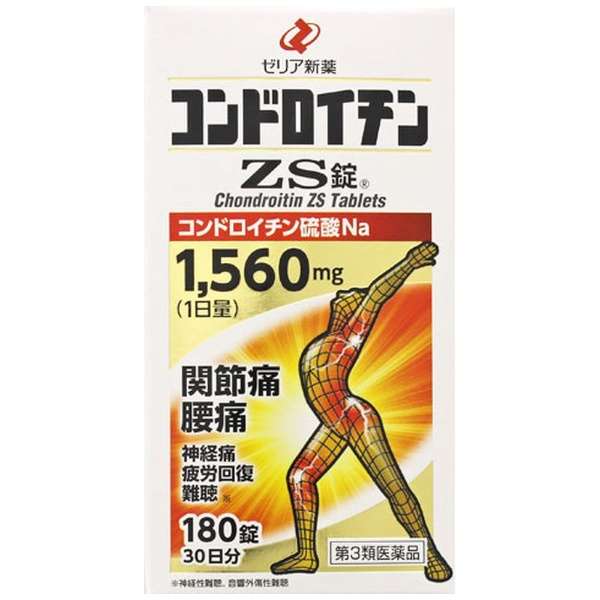 ゼリア新薬
コンドロイチン
ZS錠®
Chondroitin ZS Tablets
コンドロイチン硫酸Na
1,560mg
(1日量)
関節痛
腰痛
神経痛
疲労回復
難聴※
180錠
30日分
第3類医薬品
※神経性難聴、音響外傷性難聴